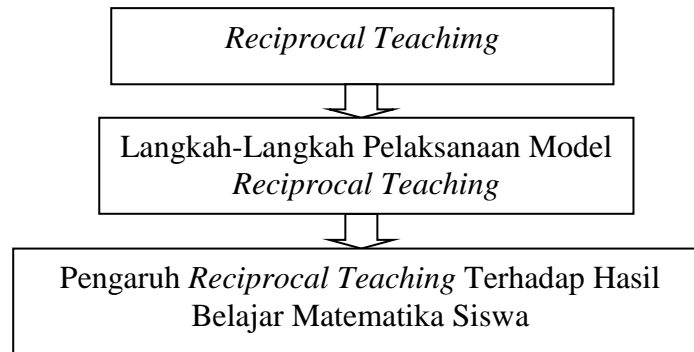 Reciprocal Teachimg
Langkah-Langkah Pelaksanaan Model
Reciprocal Teaching
Pengaruh Reciprocal Teaching Terhadap Hasil
Belajar Matematika Siswa